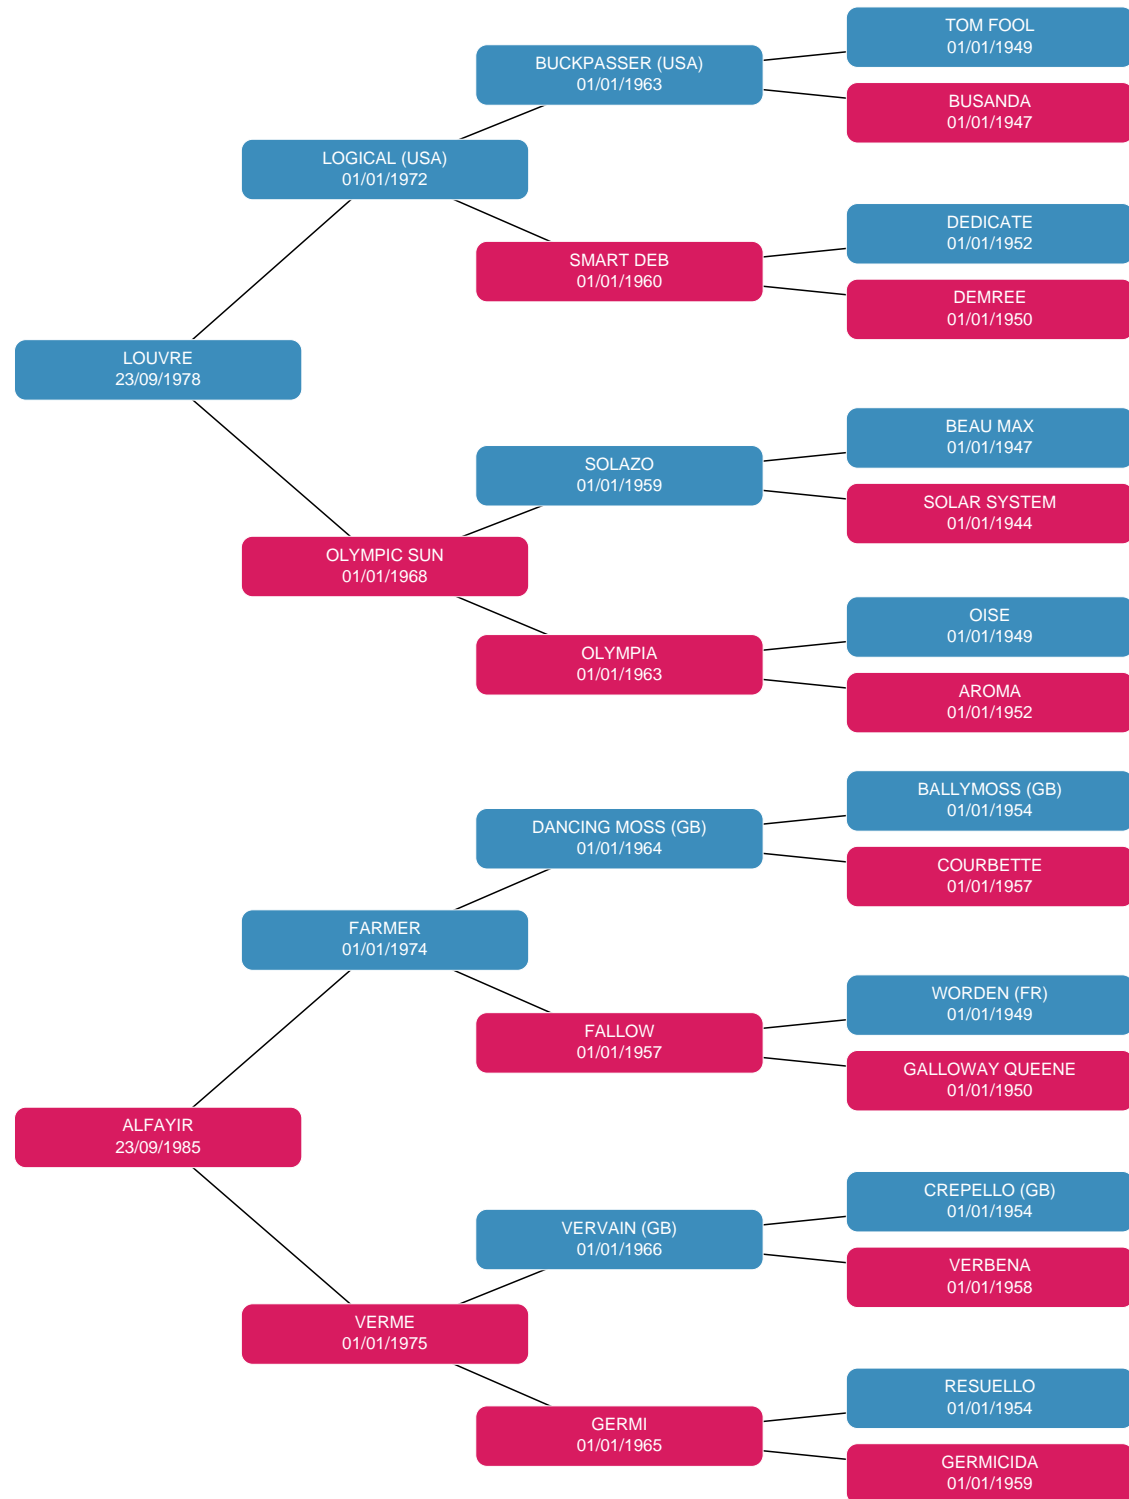 TOM FOOL
01/01/1949
BUCKPASSER (USA)
01/01/1963
BUSANDA
01/01/1947
LOGICAL (USA)
01/01/1972
DEDICATE
01/01/1952
SMART DEB
01/01/1960
DEMREE
01/01/1950
LOUVRE
23/09/1978
BEAU MAX
01/01/1947
SOLAZO
01/01/1959
SOLAR SYSTEM
01/01/1944
OLYMPIC SUN
01/01/1968
OISE
01/01/1949
OLYMPIA
01/01/1963
AROMA
01/01/1952
BALLYMOSS (GB)
01/01/1954
DANCING MOSS (GB)
01/01/1964
COURBETTE
01/01/1957
FARMER
01/01/1974
WORDEN (FR)
01/01/1949
FALLOW
01/01/1957
GALLOWAY QUEENE
01/01/1950
ALFAYIR
23/09/1985
CREPELLO (GB)
01/01/1954
VERVAIN (GB)
01/01/1966
VERBENA
01/01/1958
VERME
01/01/1975
RESUELLO
01/01/1954
GERMI
01/01/1965
GERMICIDA
01/01/1959